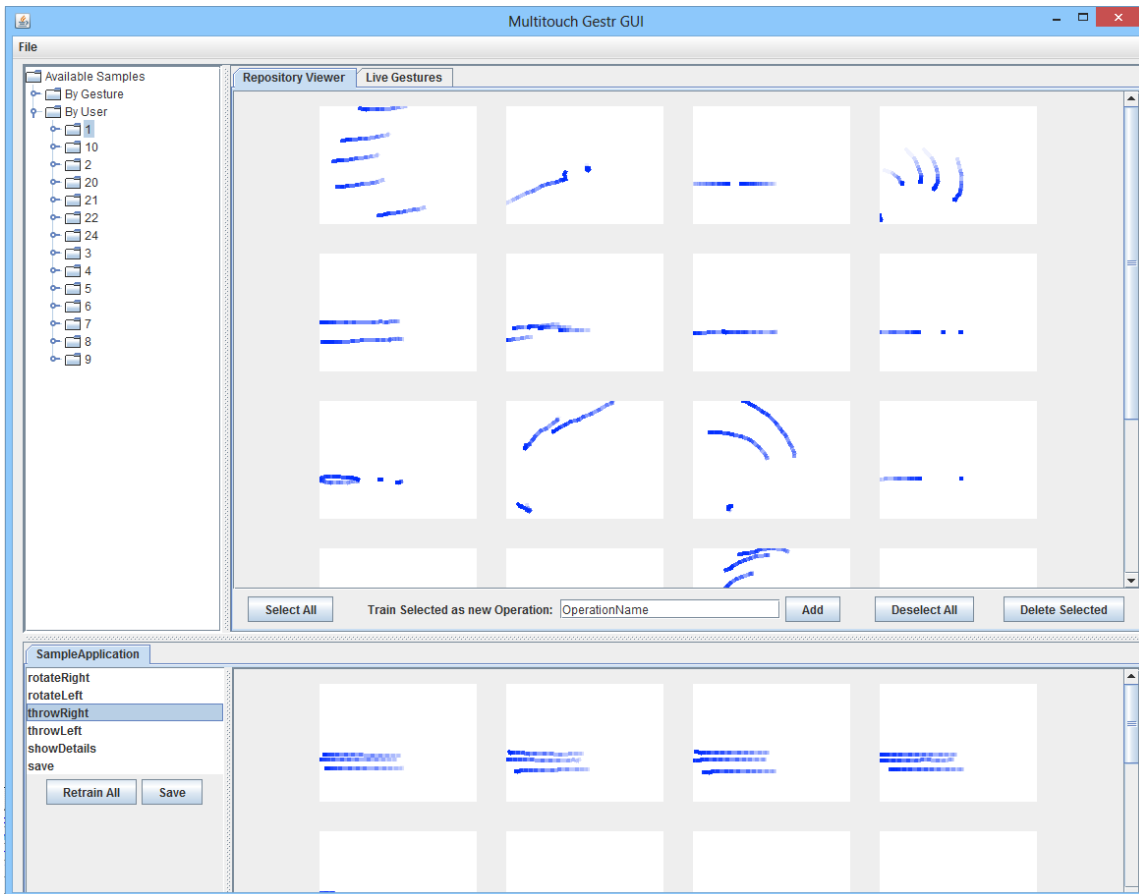 Multitouch Gestr GUI
File
Available Samples
By Gesture
By User
1
10
2
20
21
22
24
3
4
5
6
7
8
9
Repository Viewer
Live Gestures
Select All
Train Selected as new Operation:
OperationName
Add
Deselect All
Delete Selected
SampleApplication
rotateRight
rotateLeft
throwRight
throwLeft
showDetails
save
Retrain All
Save